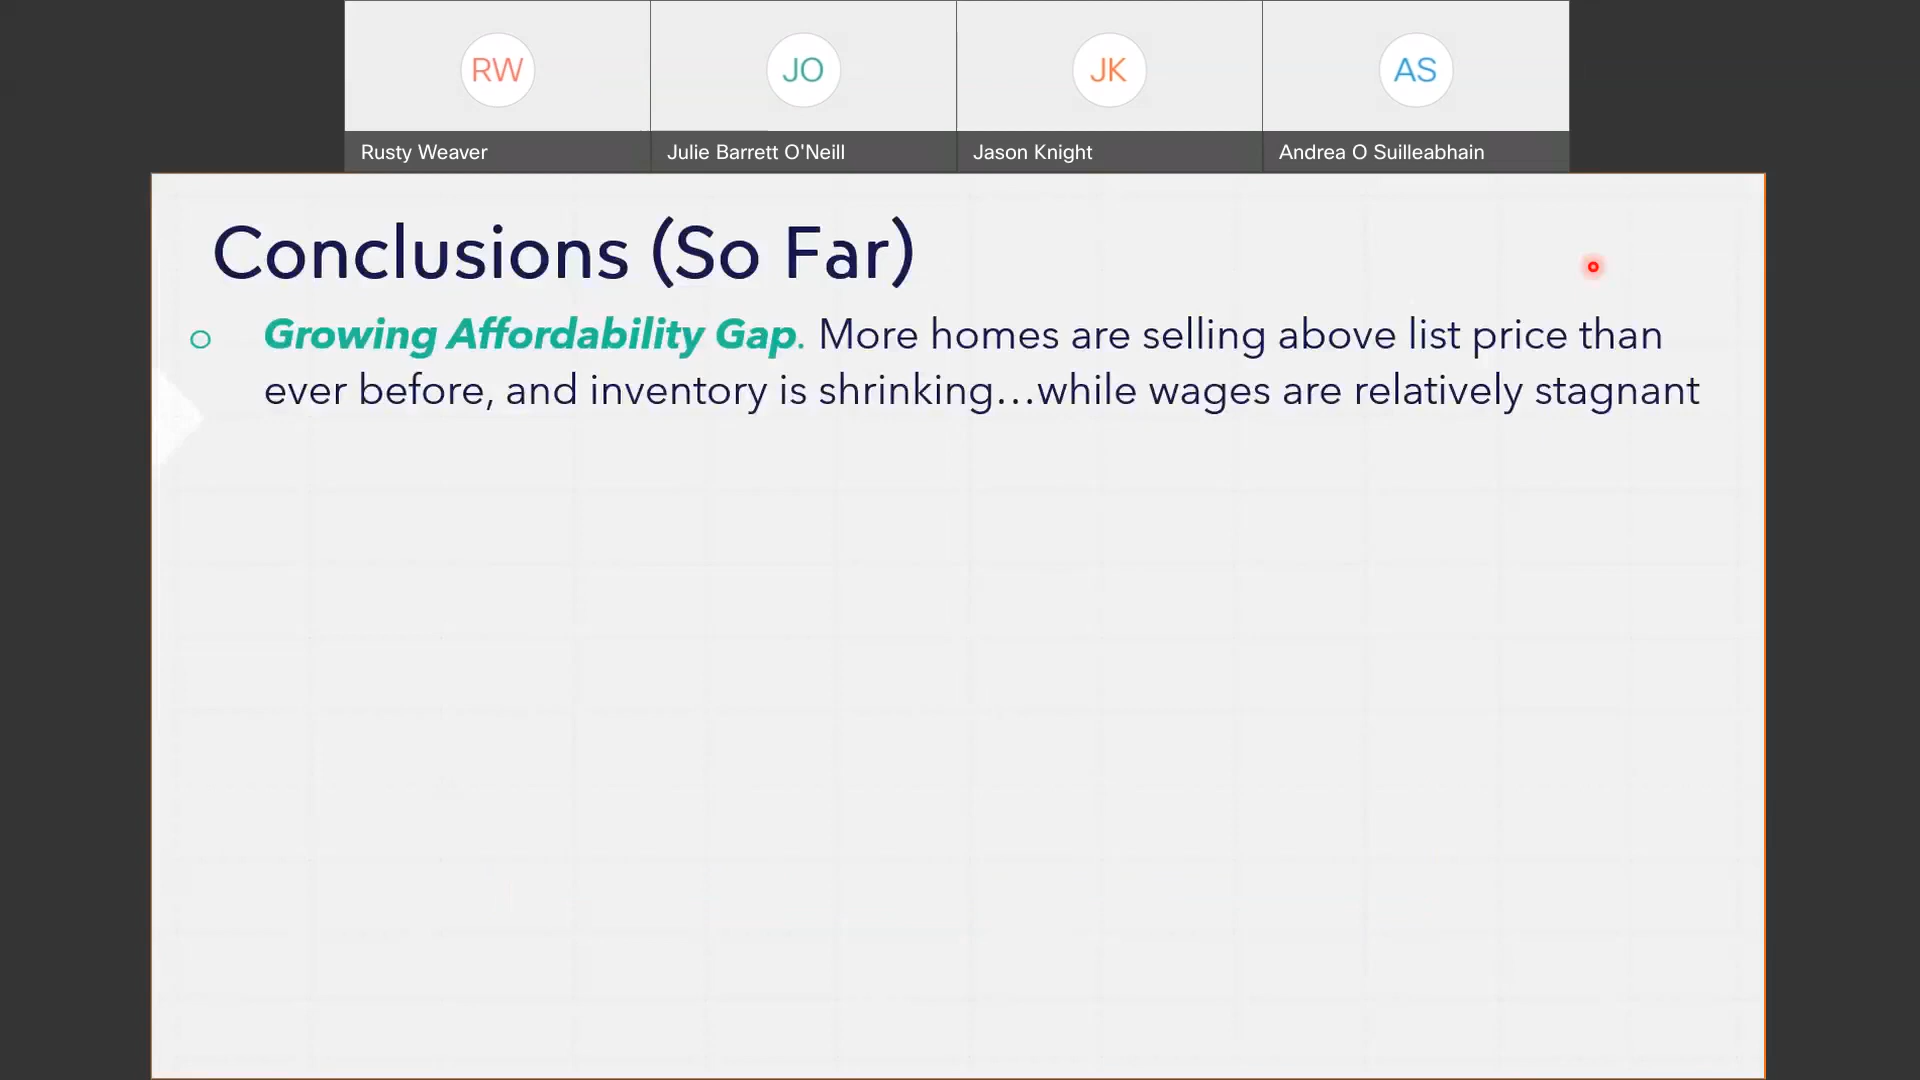 RW
JO
JK
AS
Rusty Weaver
Julie Barrett O'Neill
Jason Knight
Andrea O Suilleabhain
Conclusions (So Far)
Growing Affordability Gap. More homes are selling above list price than
ever before, and inventory is shrinking…while wages are relatively stagnant